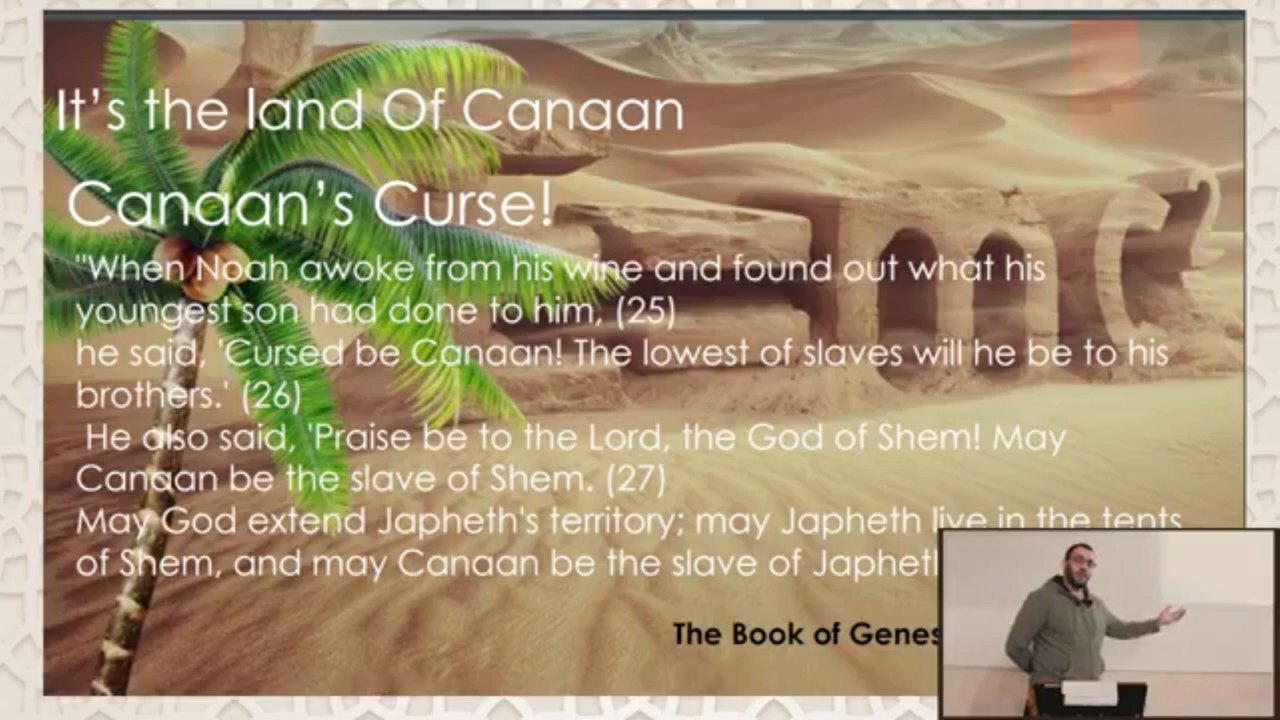 It's the land Of Canaan
Canaan's Curse!
"When Noah awoke from his wine and found out what his
youngest son had done to him, (25)
he said, 'Cursed be Canaan! The lowest of slaves will he be to his
brothers.' (26)
He also said, 'Praise be to the Lord, the God of Shem! May
Canaan be the slave of Shem. (27)
May God extend Japheth's territory; may Japheth live in the tents
of Shem, and may Canaan be the slave of
The Book of